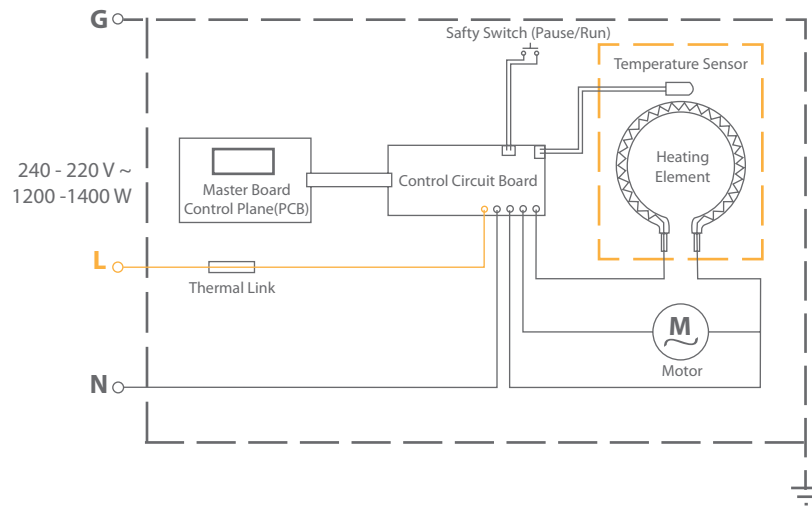 G
Safty Switch (Pause/Run)
Temperature Sensor
240 - 220 V ~
1200 -1400 W
Master Board
Control Plane(PCB)
Control Circuit Board
Heating
Element
L
Thermal Link
M
Motor
N